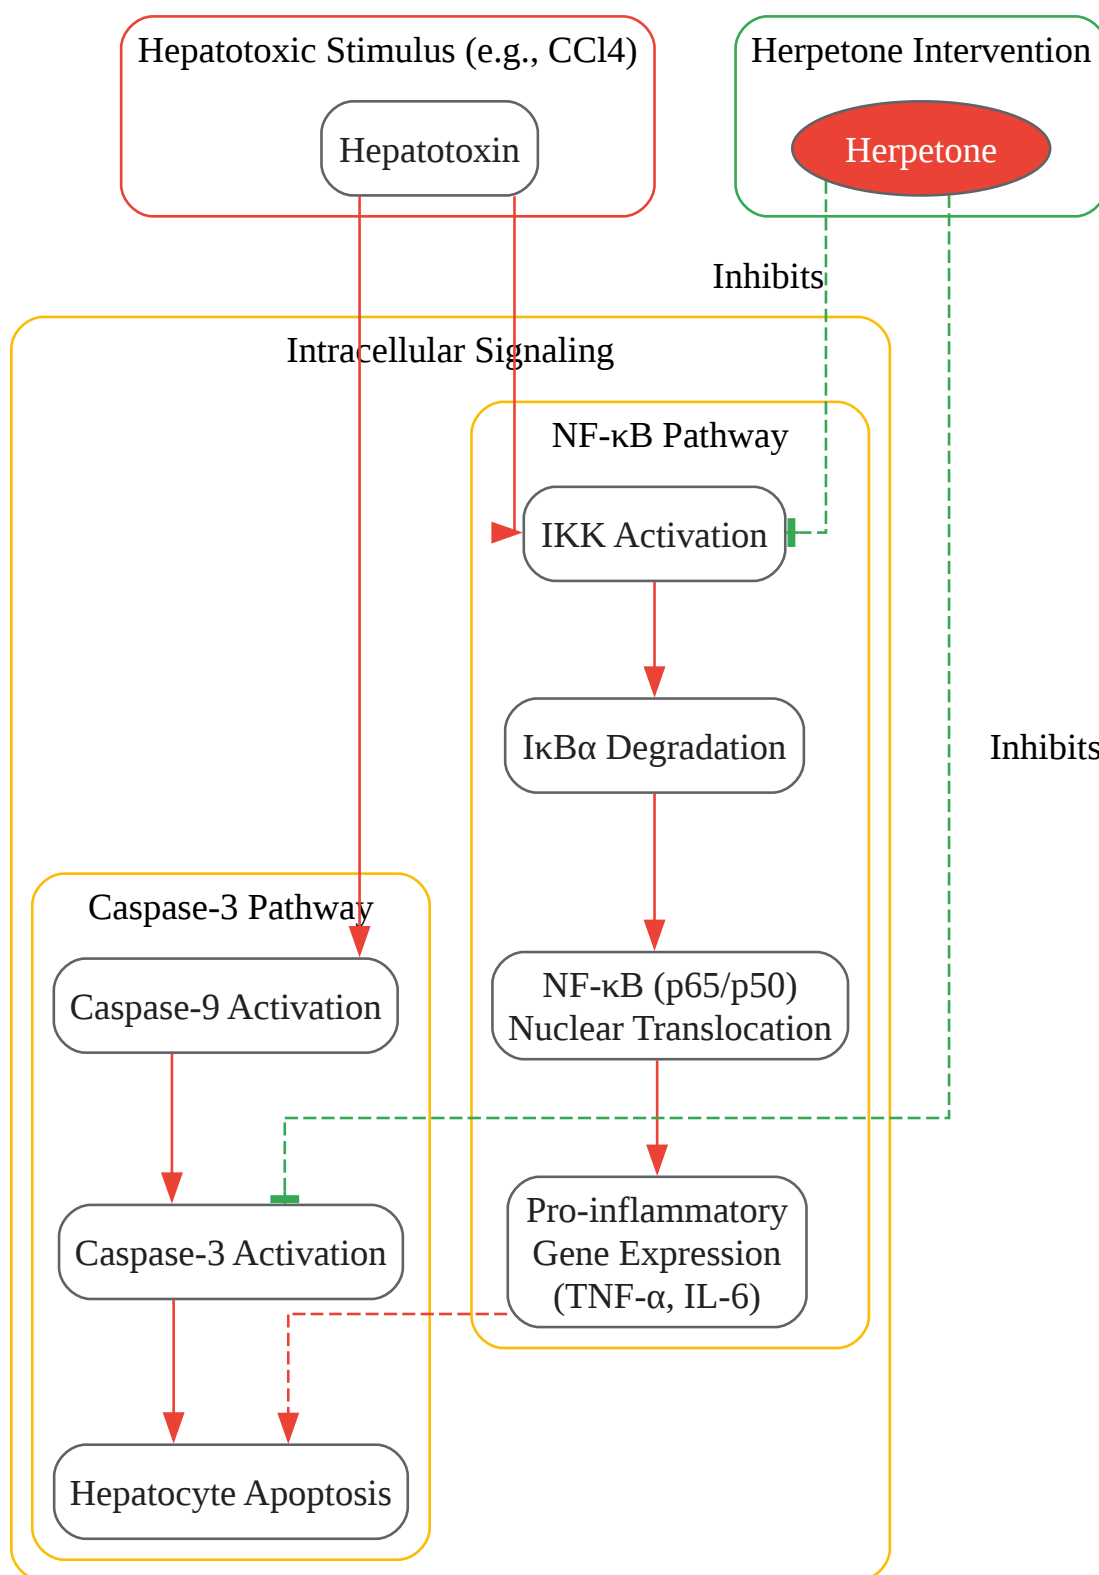 Hepatotoxic Stimulus (e.g., CCl4)
Hepatotoxin
Herpetone Intervention
Herpetone
Inhibits
Intracellular Signaling
NF-κB Pathway
IKK Activation
IκBα Degradation
Inhibits
Caspase-3 Pathway
Caspase-9 Activation
NF-κB (p65/p50)
Nuclear Translocation
Caspase-3 Activation
Pro-inflammatory
Gene Expression
(TNF-α, IL-6)
Hepatocyte Apoptosis